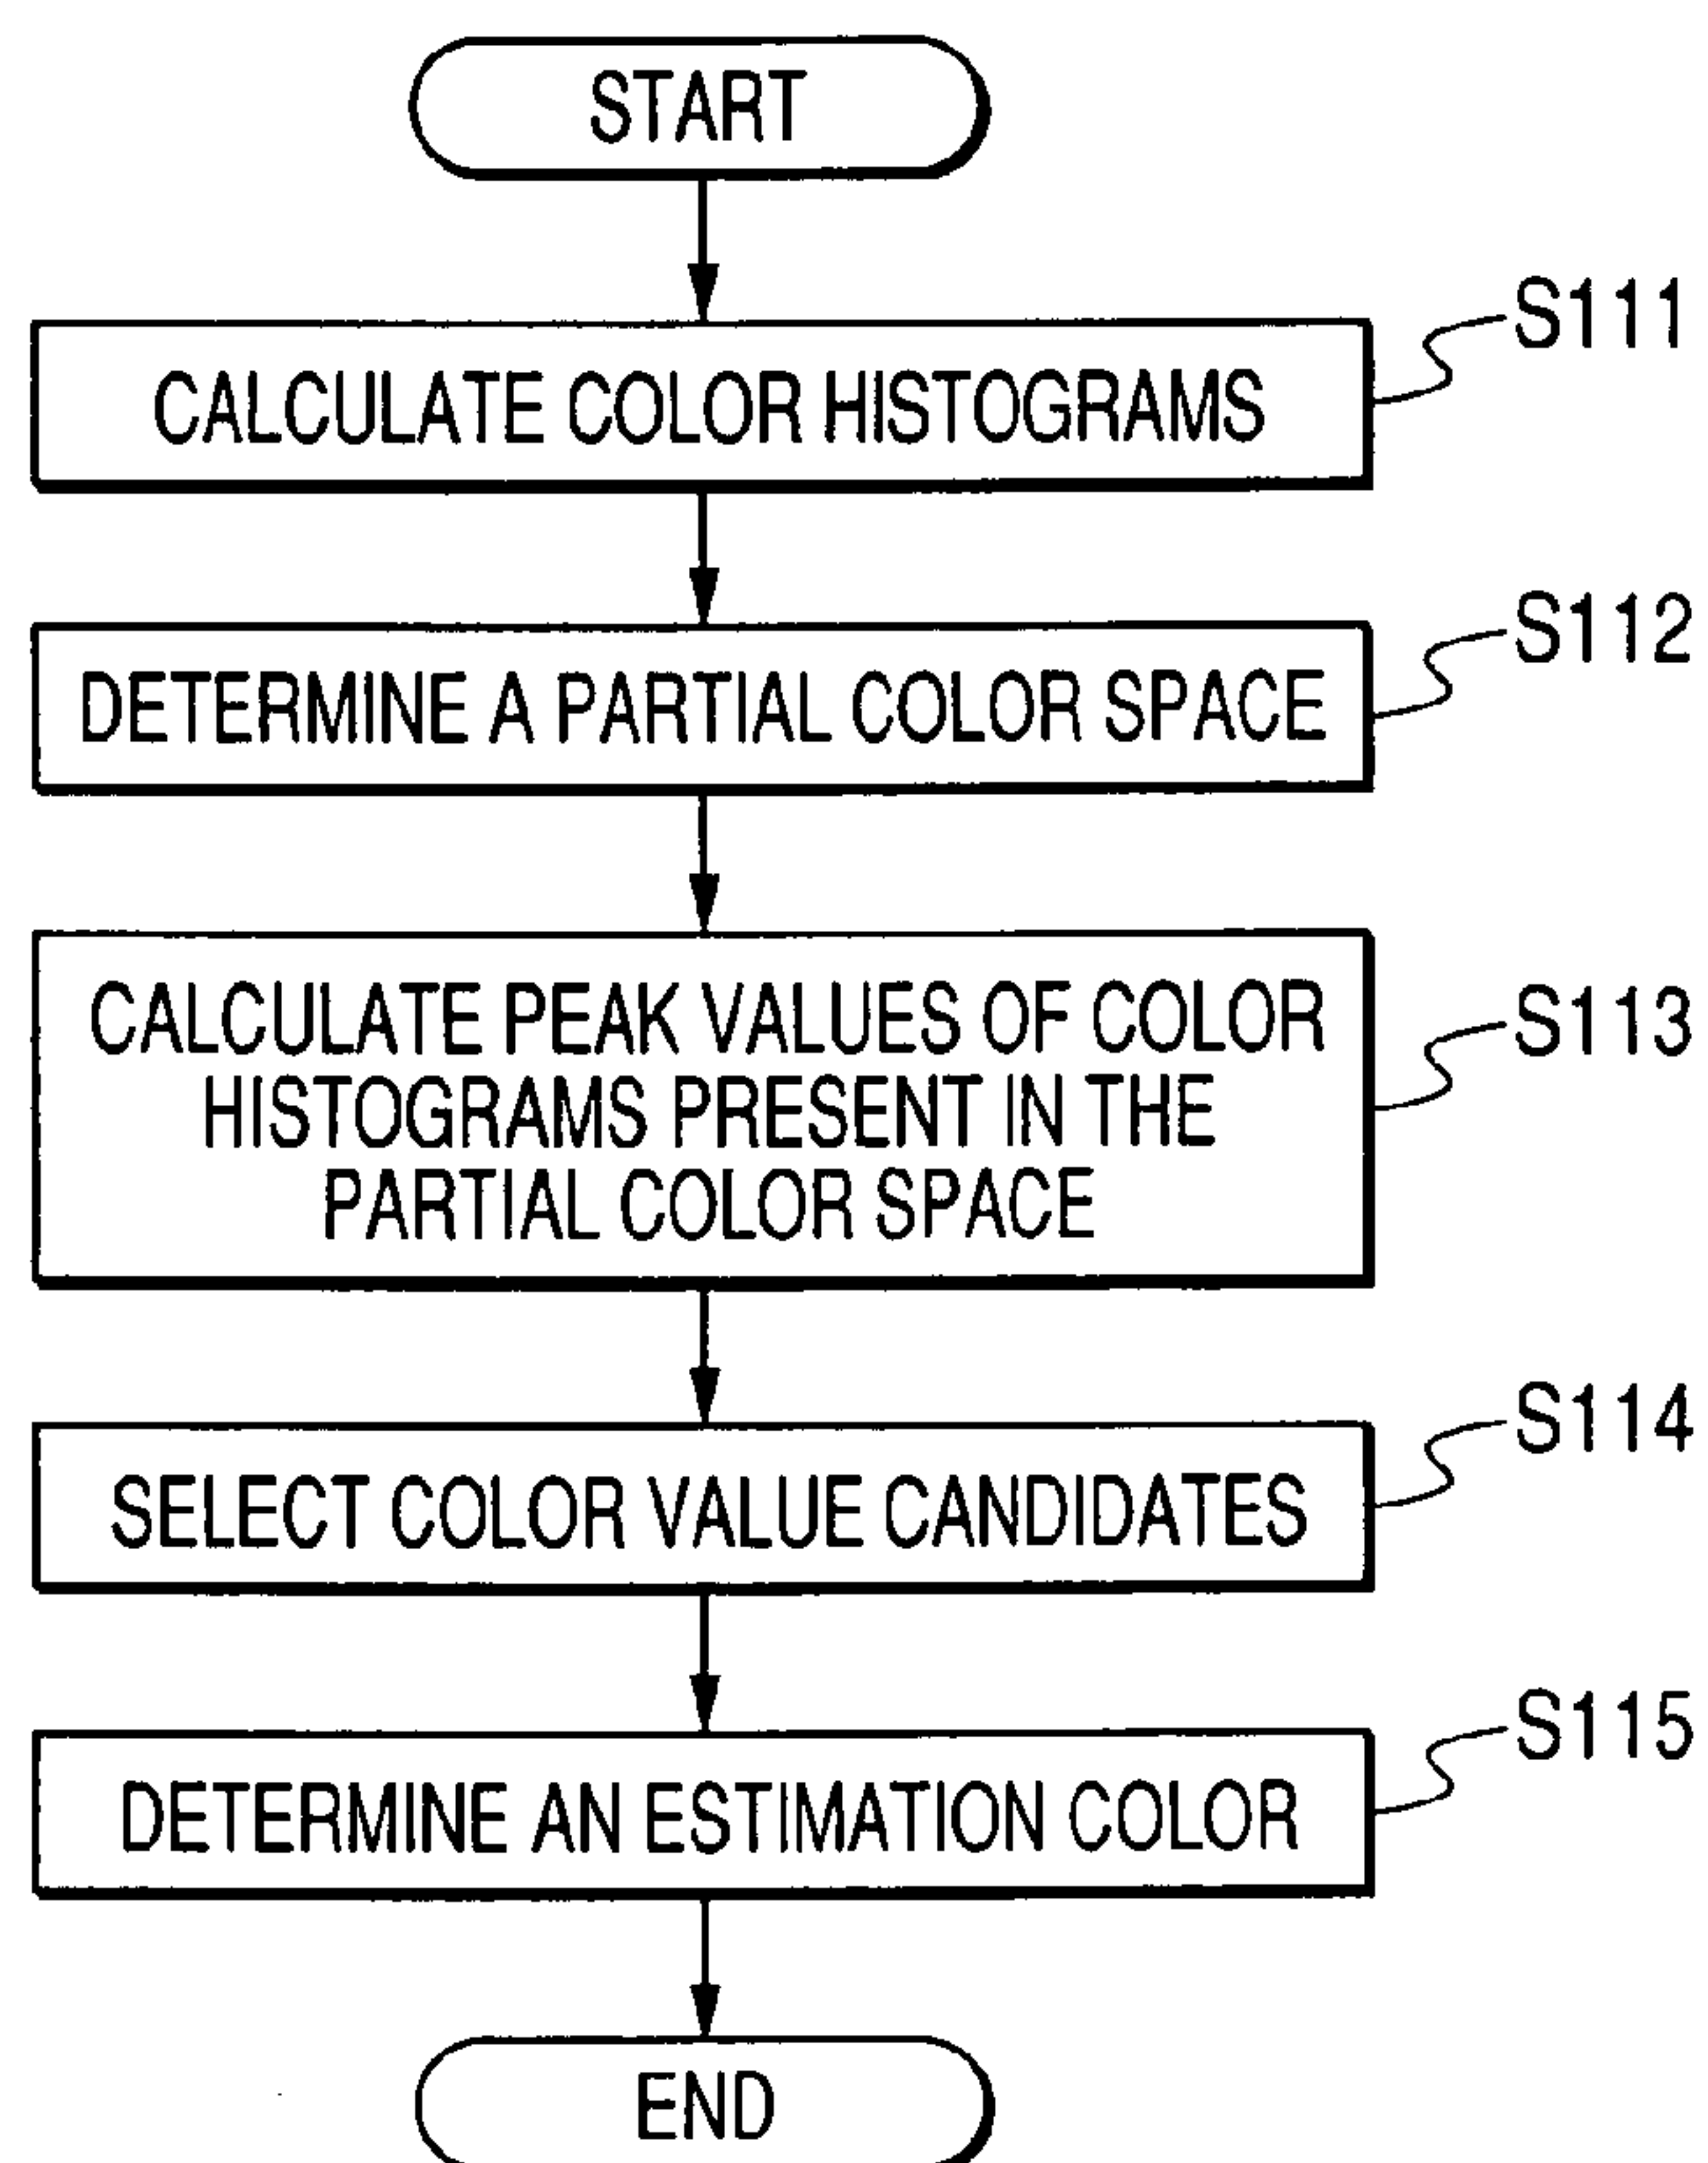 START
CALCULATE COLOR HISTOGRAMS
S111
DETERMINE A PARTIAL COLOR SPACE
S112
CALCULATE PEAK VALUES OF COLOR
HISTOGRAMS PRESENT IN THE
PARTIAL COLOR SPACE
S113
SELECT COLOR VALUE CANDIDATES
S114
DETERMINE AN ESTIMATION COLOR
S115
END